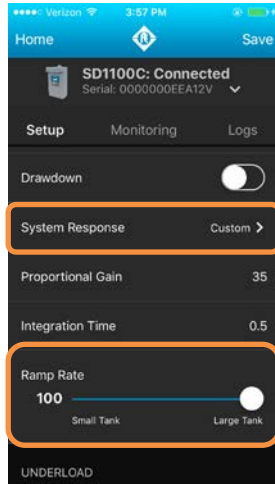 Verizon 3:57 PM
Home Save
SD1100C: Connected
Serial: 0000000EEA12V
Setup Monitoring Logs
Drawdown
System Response Custom
Proportional Gain 35
Integration Time 0.5
Ramp Rate
100
Small Tank Large Tank
UNDERLOAD